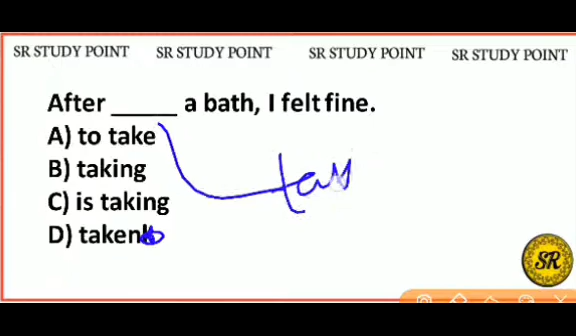 SR STUDY POINT SR STUDY POINT SR STUDY POINT SR STUDY POINT
After _____ a bath, I felt fine.
A) to take
B) taking
C) is taking
D) taken
SR